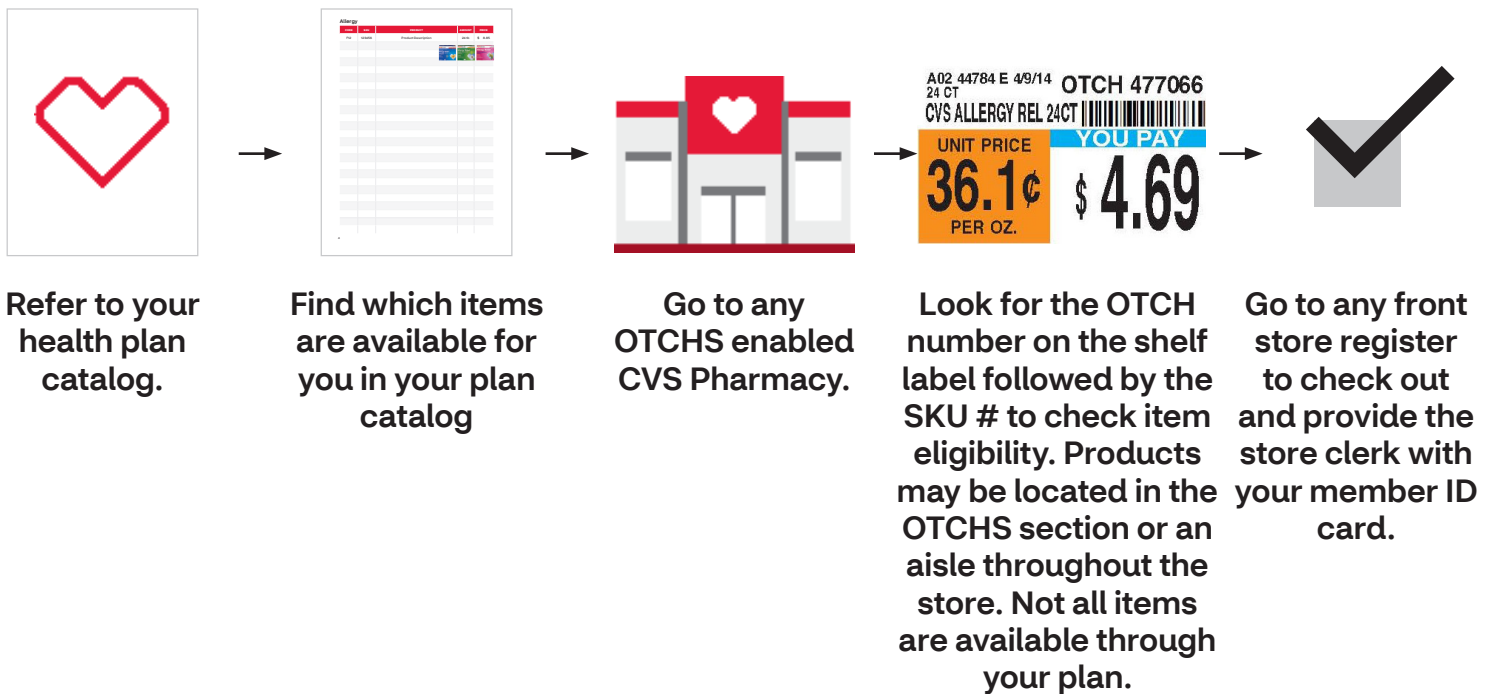 Allergy
A02 44784 E 4/9/14
24 CT
OTCH 477066
CVS ALLERGY REL 24CT
UNIT PRICE
36.1¢
PER OZ.
YOU PAY
$ 4.69
Refer to your
health plan
catalog.
Find which items
are available for
you in your plan
catalog
Go to any
OTCHS enabled
CVS Pharmacy.
Look for the OTCH
number on the shelf
label followed by the
SKU # to check item
eligibility. Products
may be located in the
OTCHS section or an
aisle throughout the
store. Not all items
are available through
your plan.
Go to any front
store register
to check out
and provide the
store clerk with
your member ID
card.